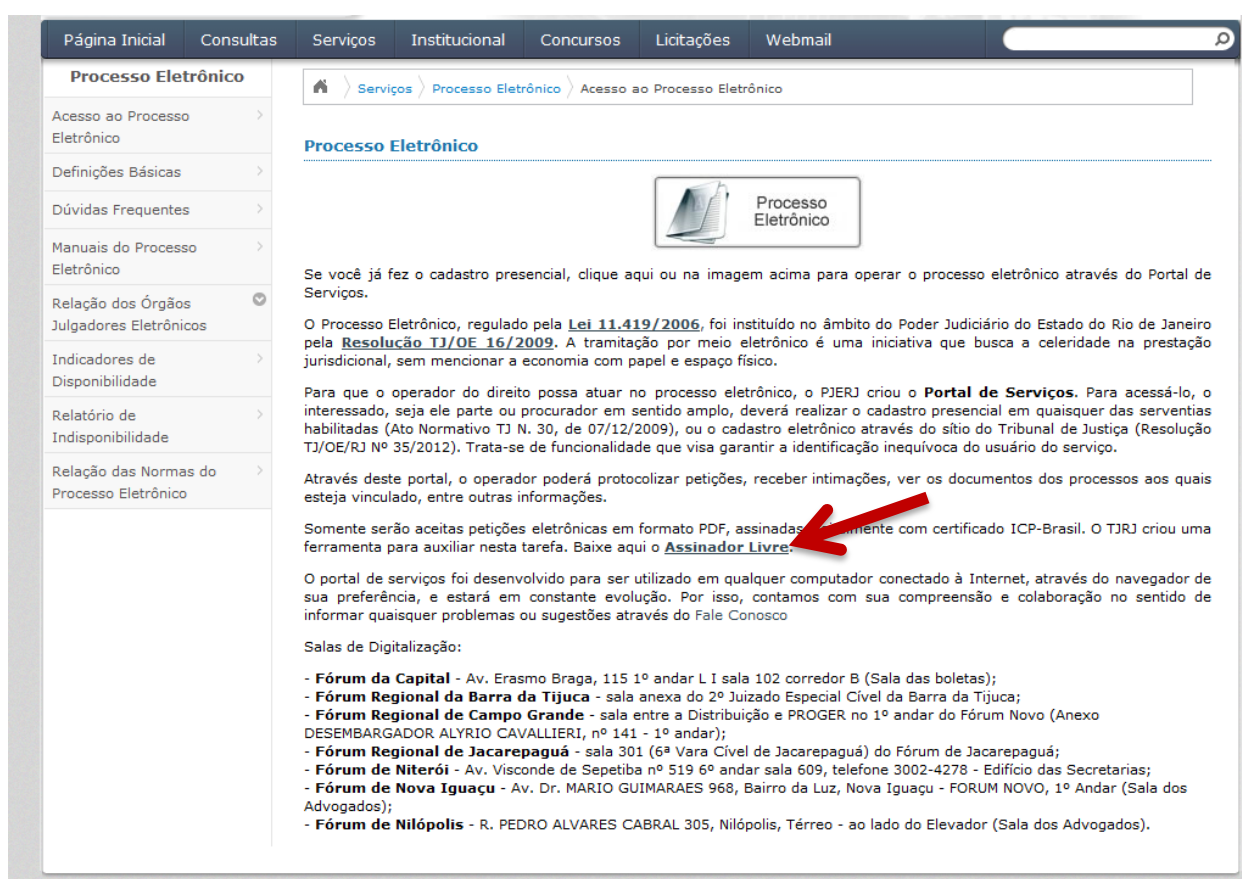 Página Inicial Consultas Serviços Institucional Concursos Licitações Webmail
Processo Eletrônico
Acesso ao Processo
Eletrônico
Definições Básicas
Dúvidas Frequentes
Manuais do Processo
Eletrônico
Relação dos Órgãos
Julgadores Eletrônicos
Indicadores de
Disponibilidade
Relatório de
Indisponibilidade
Relação das Normas do
Processo Eletrônico
Serviços Processo Eletrônico Acesso ao Processo Eletrônico
Processo Eletrônico
Processo
Eletrônico
Se você já fez o cadastro presencial, clique aqui ou na imagem acima para operar o processo eletrônico através do Portal de
Serviços.
O Processo Eletrônico, regulado pela Lei 11.419/2006, foi instituído no âmbito do Poder Judiciário do Estado do Rio de Janeiro
pela Resolução TJ/OE 16/2009. A tramitação por meio eletrônico é uma iniciativa que busca a celeridade na prestação
jurisdicional, sem mencionar a economia com papel e espaço físico.
Para que o operador do direito possa atuar no processo eletrônico, o PJERJ criou o Portal de Serviços. Para acessá-lo, o
interessado, seja ele parte ou procurador em sentido amplo, deverá realizar o cadastro presencial em quaisquer das serventias
habilitadas (Ato Normativo TJ N. 30, de 07/12/2009), ou o cadastro eletrônico através do sítio do Tribunal de Justiça (Resolução
TJ/OE/RJ Nº 35/2012). Trata-se de funcionalidade que visa garantir a identificação inequívoca do usuário do serviço.
Através deste portal, o operador poderá protocolizar petições, receber intimações, ver os documentos dos processos aos quais
esteja vinculado, entre outras informações.
Somente serão aceitas petições eletrônicas em formato PDF, assinadas com certificado ICP-Brasil. O TJRJ criou uma
ferramenta para auxiliar nesta tarefa. Baixe aqui o Assinador Livre.
O portal de serviços foi desenvolvido para ser utilizado em qualquer computador conectado à Internet, através do navegador de
sua preferência, e estará em constante evolução. Por isso, contamos com sua compreensão e colaboração no sentido de
informar quaisquer problemas ou sugestões através do Fale Conosco
Salas de Digitalização:
- Fórum da Capital - Av. Erasmo Braga, 115 1º andar L I sala 102 corredor B (Sala das boletas);
- Fórum Regional da Barra da Tijuca - sala anexa do 2º Juizado Especial Cível da Barra da Tijuca;
- Fórum Regional de Campo Grande - sala entre a Distribuição e PROGER no 1º andar do Fórum Novo (Anexo
DESEMBARGADOR ALYRIO CAVALLIERI, nº 141 - 1º andar);
- Fórum Regional de Jacarepaguá - sala 301 (6ª Vara Cível de Jacarepaguá) do Fórum de Jacarepaguá;
- Fórum de Niterói - Av. Visconde de Sepetiba nº 519 6º andar sala 609, telefone 3002-4278 - Edifício das Secretarias;
- Fórum de Nova Iguaçu - Av. Dr. MARIO GUIMARAES 968, Bairro da Luz, Nova Iguaçu - FORUM NOVO, 1º Andar (Sala dos
Advogados);
- Fórum de Nilópolis - R. PEDRO ALVARES CABRAL 305, Nilópolis, Térreo - ao lado do Elevador (Sala dos Advogados).